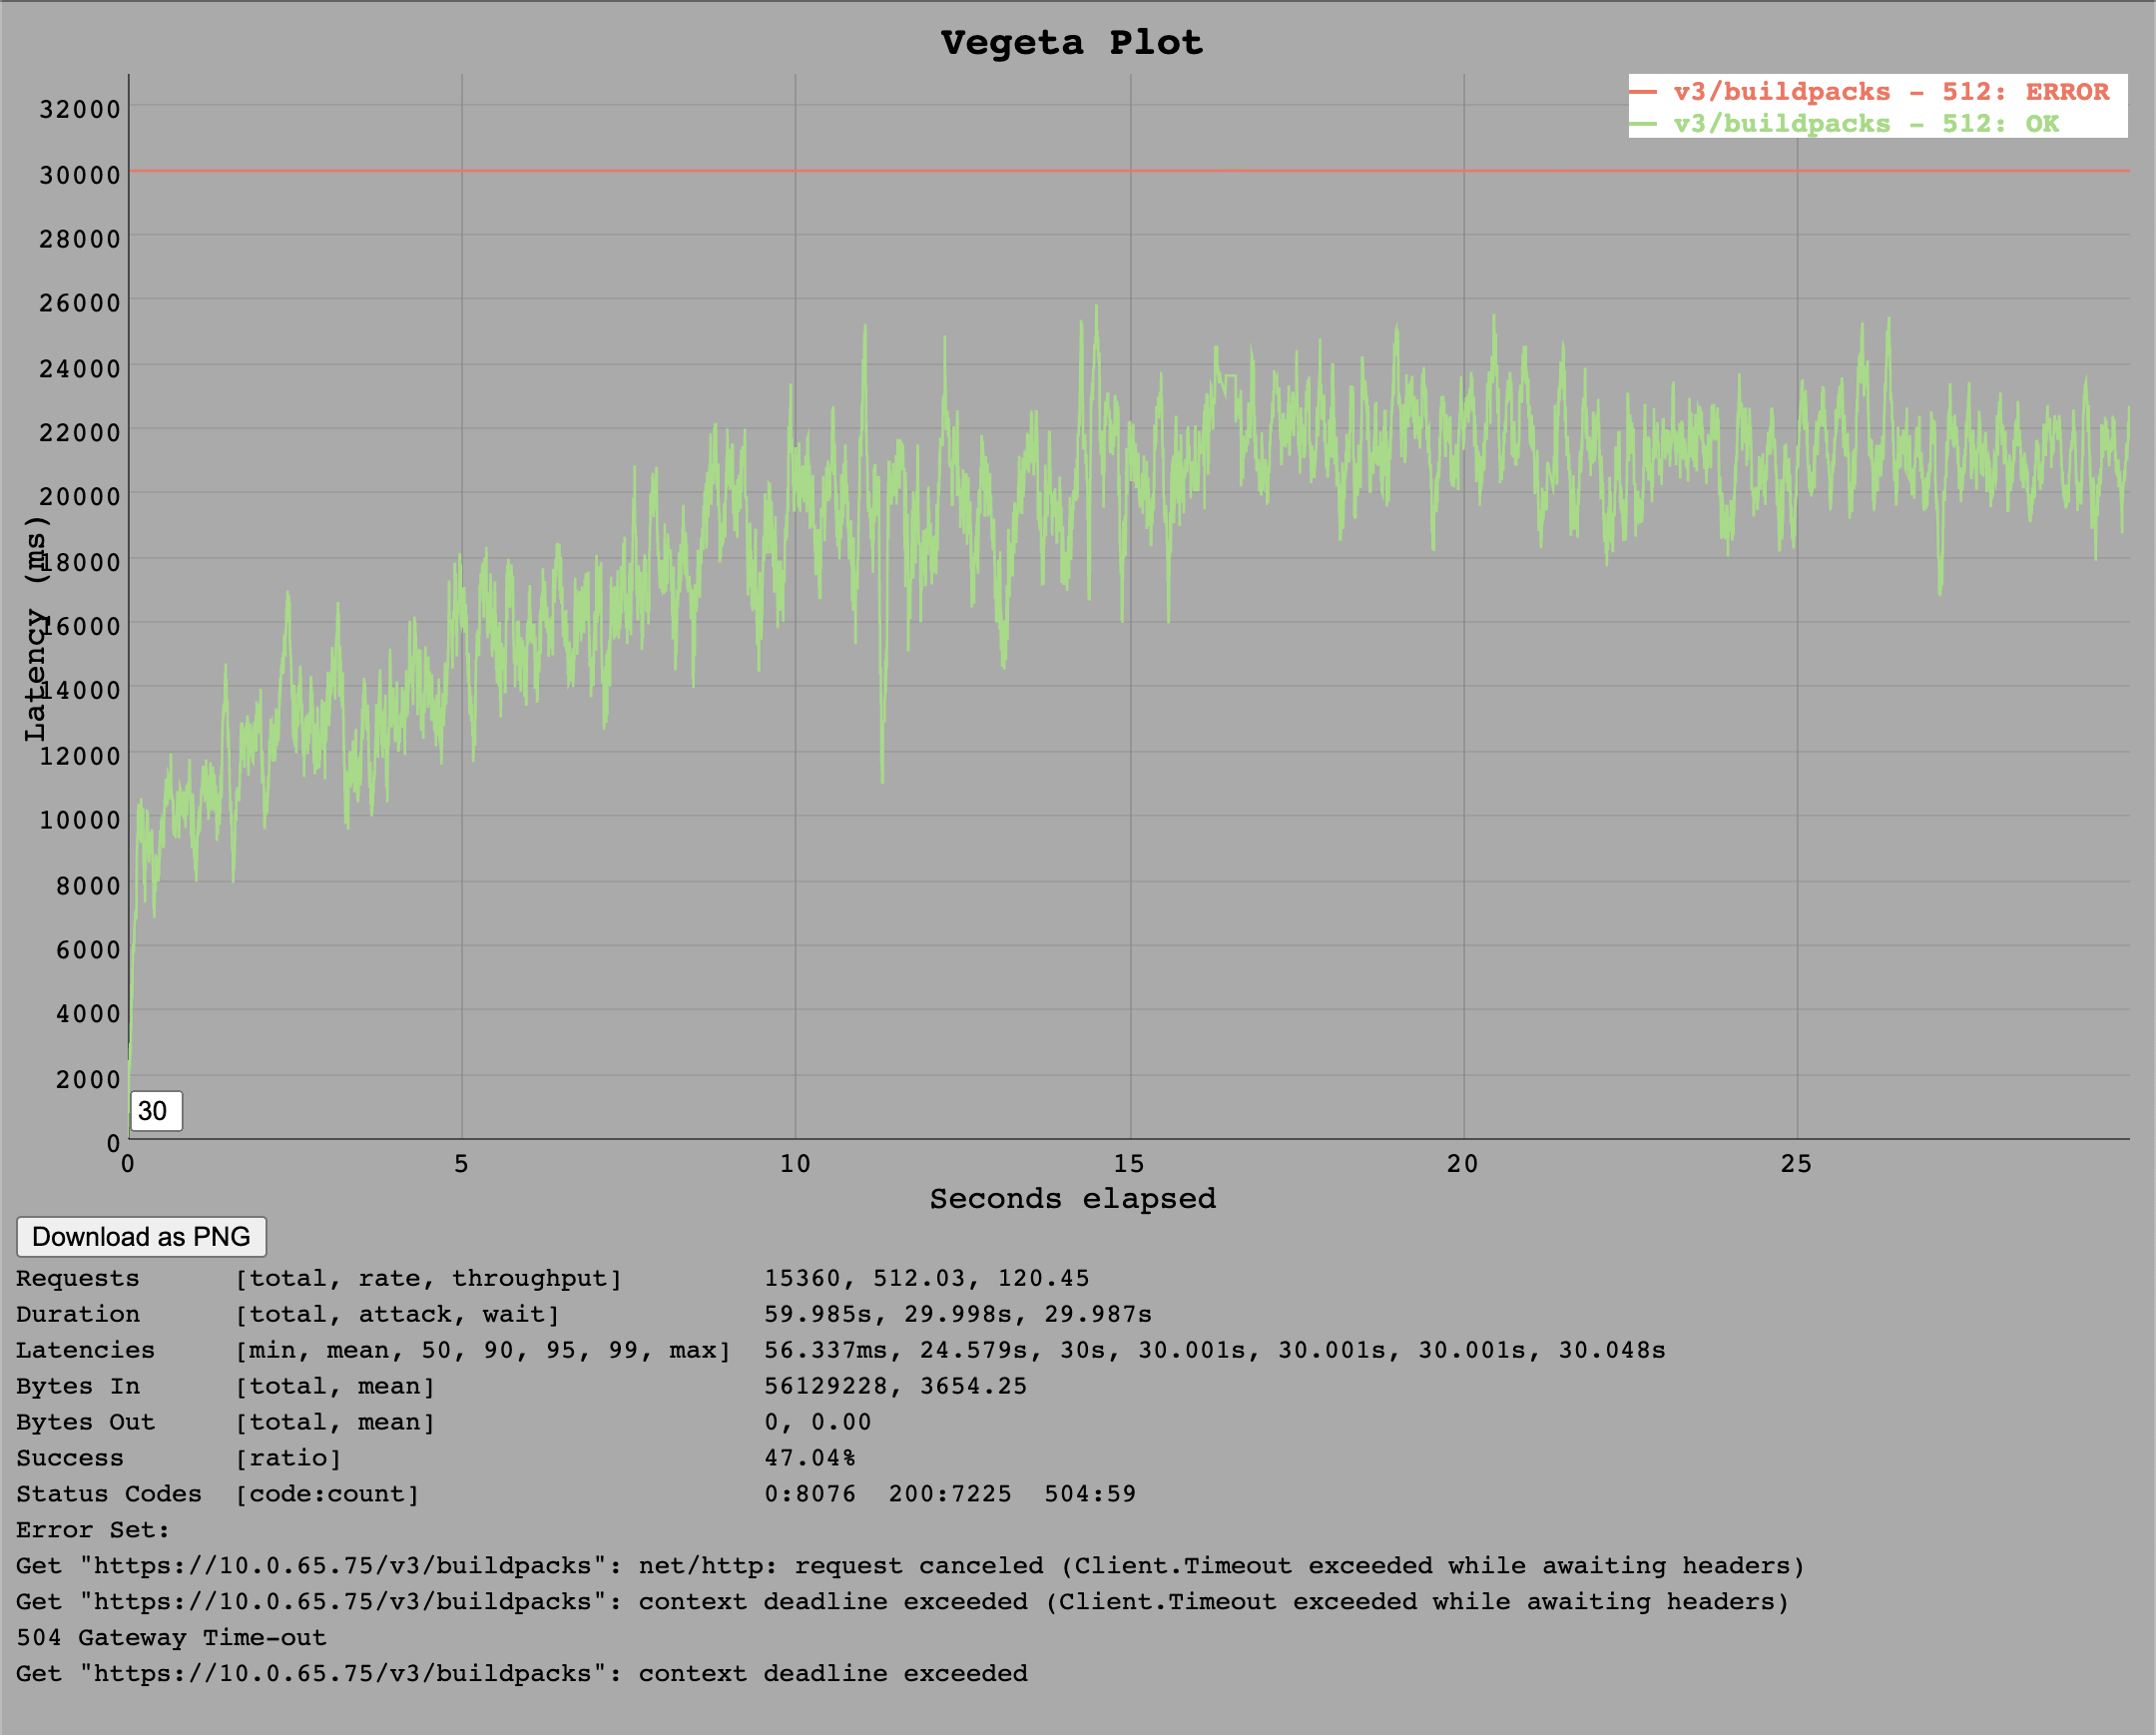 Vegeta Plot
v3/buildpacks - 512: ERROR
v3/buildpacks - 512: OK
32000
30000
28000
26000
24000
22000
20000
18000
16000
14000
12000
10000
8000
6000
4000
2000
0
Latency (ms)
30
0 5 10 15 20 25
Seconds elapsed
Download as PNG
Requests [total, rate, throughput] 15360, 512.03, 120.45
Duration [total, attack, wait] 59.985s, 29.998s, 29.987s
Latencies [min, mean, 50, 90, 95, 99, max] 56.337ms, 24.579s, 30s, 30.001s, 30.001s, 30.001s, 30.048s
Bytes In [total, mean] 56129228, 3654.25
Bytes Out [total, mean] 0, 0.00
Success [ratio] 47.04%
Status Codes [code:count] 0:8076 200:7225 504:59
Error Set:
Get "https://10.0.65.75/v3/buildpacks": net/http: request canceled (Client.Timeout exceeded while awaiting headers)
Get "https://10.0.65.75/v3/buildpacks": context deadline exceeded (Client.Timeout exceeded while awaiting headers)
504 Gateway Time-out
Get "https://10.0.65.75/v3/buildpacks": context deadline exceeded